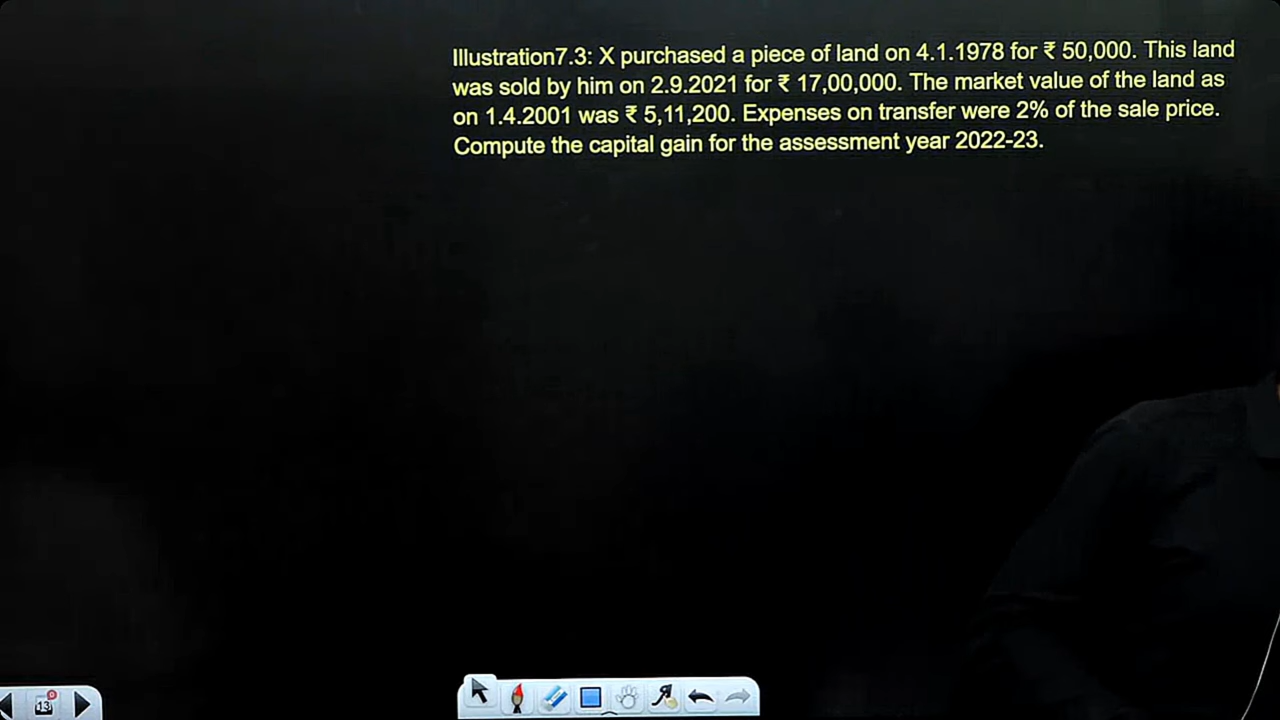 Illustration7.3: X purchased a piece of land on 4.1.1978 for ₹ 50,000. This land
was sold by him on 2.9.2021 for ₹ 17,00,000. The market value of the land as
on 1.4.2001 was ₹ 5,11,200. Expenses on transfer were 2% of the sale price.
Compute the capital gain for the assessment year 2022-23.
13
0